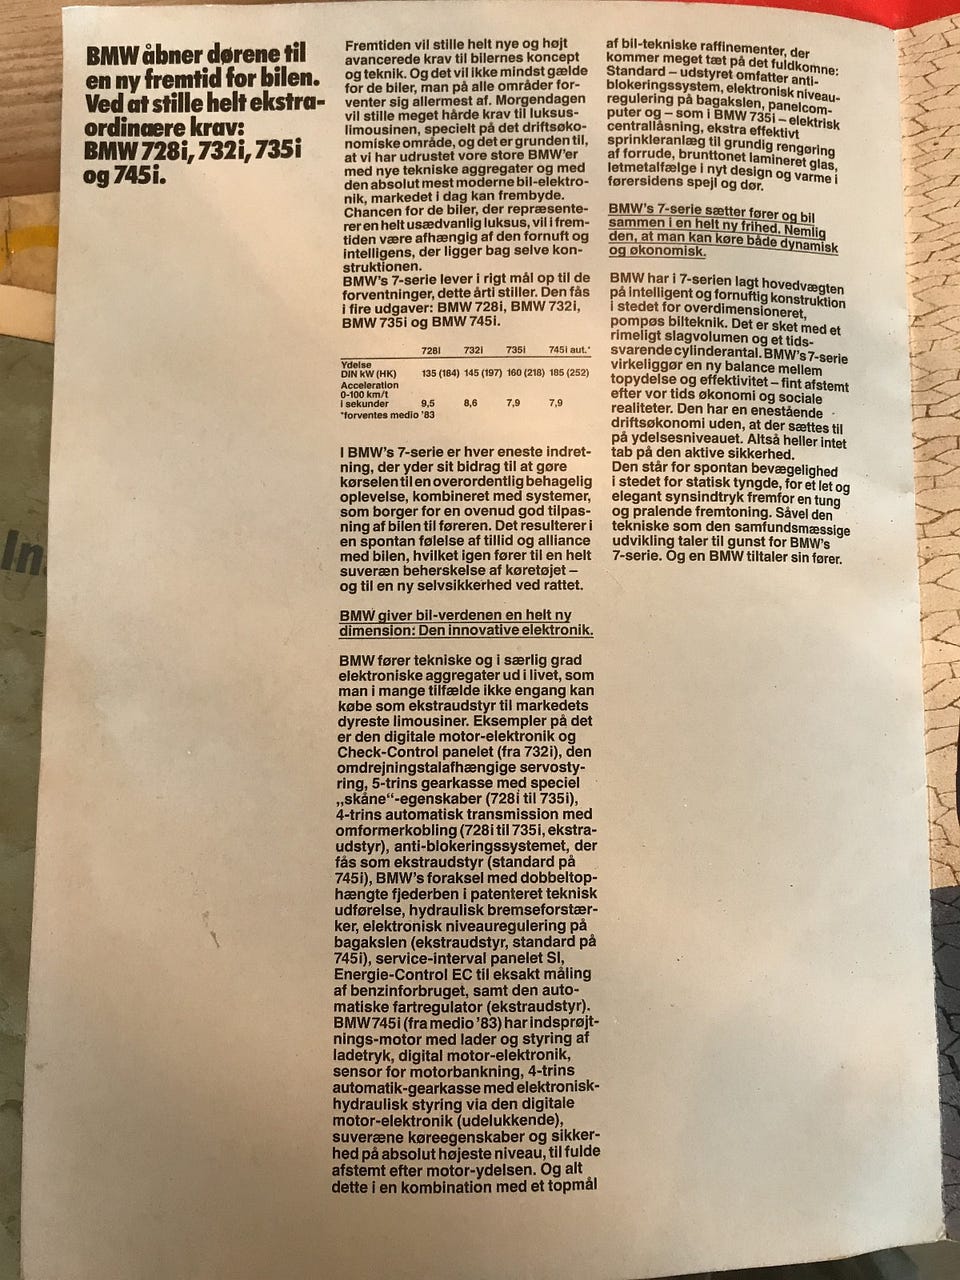 BMW åbner dørene til
en ny fremtid for bilen.
Ved at stille helt ekstra-
ordinære krav:
BMW 728i, 732i, 735i
og 745i.
Fremtiden vil stille helt nye og højt
avancerede krav til bilernes koncept
og teknik. Og det vil ikke mindst gælde
for de biler, man på alle områder for-
venter sig allermest af. Morgendagen
vil stille meget hårde krav til luksus-
limousinen, specielt på det driftsøko-
nomiske område, og det er grunden til,
at vi har udrustet vore store BMW'er
med nye tekniske aggregater og med
den absolut mest moderne bil-elektro-
nik, markedet i dag kan frembyde.
Chancen for de biler, der repræsente-
rer en helt usædvanlig luksus, vil i frem-
tiden være afhængig af den fornuft og
intelligens, der ligger bag selve kon-
struktionen.
BMW's 7-serie lever i rigt mål op til de
forventninger, dette årti stiller. Den fås
i fire udgaver: BMW 728i, BMW 732i,
BMW 735i og BMW 745i.
728i 732i 735i 745i aut.*
Ydelse
DIN kW (HK) 135 (184) 145 (197) 160 (218) 185 (252)
Acceleration
0-100 km/t
i sekunder 9,5 8,6 7,9 7,9
*forventes medio '83
I BMW's 7-serie er hver eneste indret-
ning, der yder sit bidrag til at gøre
kørselen til en overordentlig behagelig
oplevelse, kombineret med systemer,
som borger for en ovenud god tilpas-
ning af bilen til føreren. Det resulterer i
en spontan følelse af tillid og alliance
med bilen, hvilket igen fører til en helt
suveræn beherskelse af køretøjet –
og til en ny selvsikkerhed ved rattet.
BMW giver bil-verdenen en helt ny
dimension: Den innovative elektronik.
BMW fører tekniske og i særlig grad
elektroniske aggregater ud i livet, som
man i mange tilfælde ikke engang kan
købe som ekstraudstyr til markedets
dyreste limousiner. Eksempler på det
er den digitale motor-elektronik og
Check-Control panelet (fra 732i), den
omdrejningstalafhængige servosty-
ring, 5-trins gearkasse med speciel
„skåne“-egenskaber (728i til 735i),
4-trins automatisk transmission med
omformerkobling (728i til 735i, ekstra-
udstyr), anti-blokeringssystemet, der
fås som ekstraudstyr (standard på
745i), BMW's foraksel med dobbeltop-
hængte fjederben i patenteret teknisk
udførelse, hydraulisk bremseforstær-
ker, elektronisk niveauregulering på
bagakslen (ekstraudstyr, standard på
745i), service-interval panelet SI,
Energie-Control EC til eksakt måling
af benzinforbruget, samt den auto-
matiske fartregulator (ekstraudstyr).
BMW 745i (fra medio '83) har indsprøjt-
nings-motor med lader og styring af
ladetryk, digital motor-elektronik,
sensor for motorbankning, 4-trins
automatik-gearkasse med elektronisk-
hydraulisk styring via den digitale
motor-elektronik (udelukkende),
suveræne køreegenskaber og sikker-
hed på absolut højeste niveau, til fulde
afstemt efter motor-ydelsen. Og alt
dette i en kombination med et topmål
af bil-tekniske raffinementer, der
kommer meget tæt på det fuldkomne:
Standard – udstyret omfatter anti-
blokeringssystem, elektronisk niveau-
regulering på bagakslen, panelcom-
puter og – som i BMW 735i – elektrisk
centrallåsning, ekstra effektivt
sprinkleranlæg til grundig rengøring
af forrude, brunttonet lamineret glas,
letmetalfælge i nyt design og varme i
førersidens spejl og dør.
BMW's 7-serie sætter fører og bil
sammen i en helt ny frihed. Nemlig
den, at man kan køre både dynamisk
og økonomisk.
BMW har i 7-serien lagt hovedvægten
på intelligent og fornuftig konstruktion
i stedet for overdimensioneret,
pompøs bilteknik. Det er sket med et
rimeligt slagvolumen og et tids-
svarende cylinderantal. BMW's 7-serie
virkeliggør en ny balance mellem
topydelse og effektivitet – fint afstemt
efter vor tids økonomi og sociale
realiteter. Den har en enestående
driftsøkonomi uden, at der sættes til
på ydelsesniveauet. Altså heller intet
tab på den aktive sikkerhed.
Den står for spontan bevægelighed
i stedet for statisk tyngde, for et let og
elegant synsindtryk fremfor en tung
og pralende fremtoning. Såvel den
tekniske som den samfundsmæssige
udvikling taler til gunst for BMW's
7-serie. Og en BMW tiltaler sin fører.